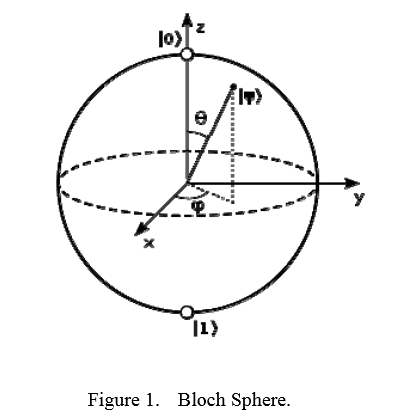 z
|0⟩
|Ψ⟩
θ
y
φ
x
|1⟩
Figure 1. Bloch Sphere.